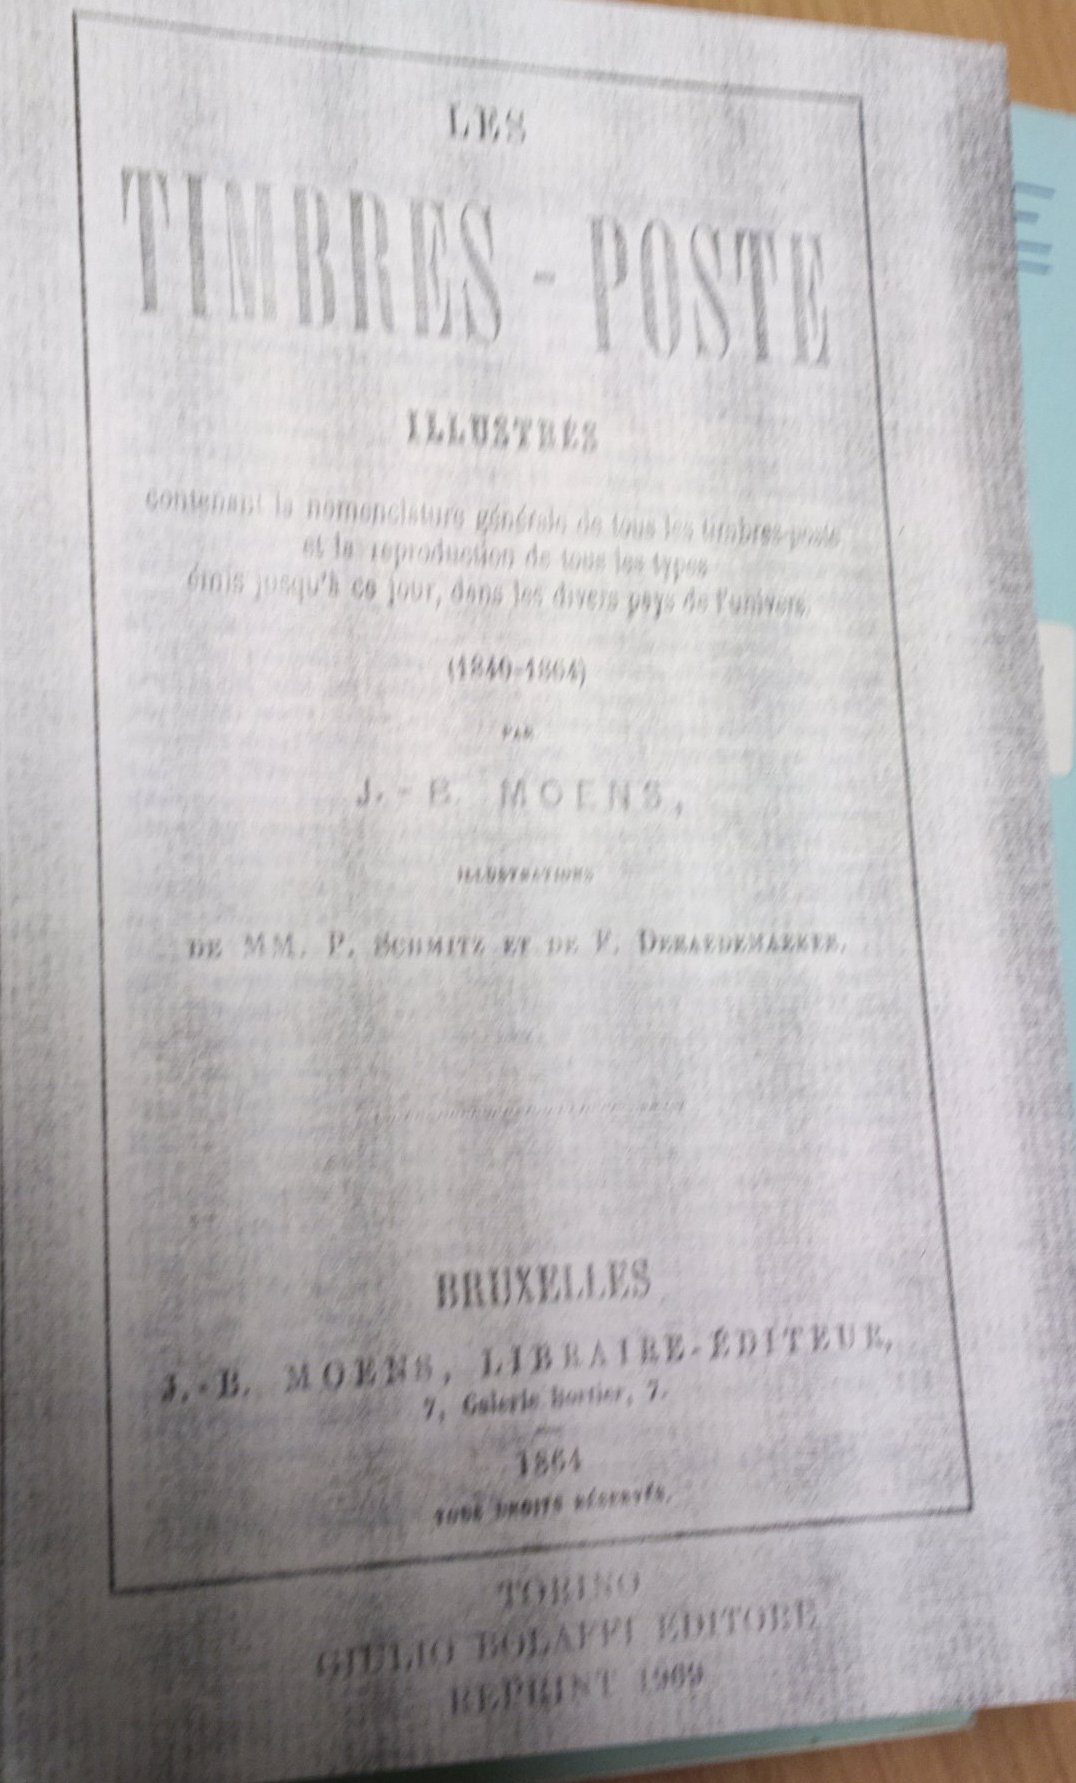 LES
TIMBRES - POSTE
ILLUSTRÉS
contenant la nomenclature générale de tous les timbres-poste
et la reproduction de tous les types
émis jusqu'à ce jour, dans les divers pays de l'univers.
(1840-1864)
PAR
J.-B. MOENS,
ILLUSTRATIONS
DE MM. P. SCHMITZ ET DE F. DERAEDEMAEKER.
BRUXELLES
J.-B. MOENS, LIBRAIRE-ÉDITEUR,
7, Galerie Bortier, 7.
1864
TOUS DROITS RÉSERVÉS.
TORINO
GIULIO BOLAFFI EDITORE
REPRINT 1969